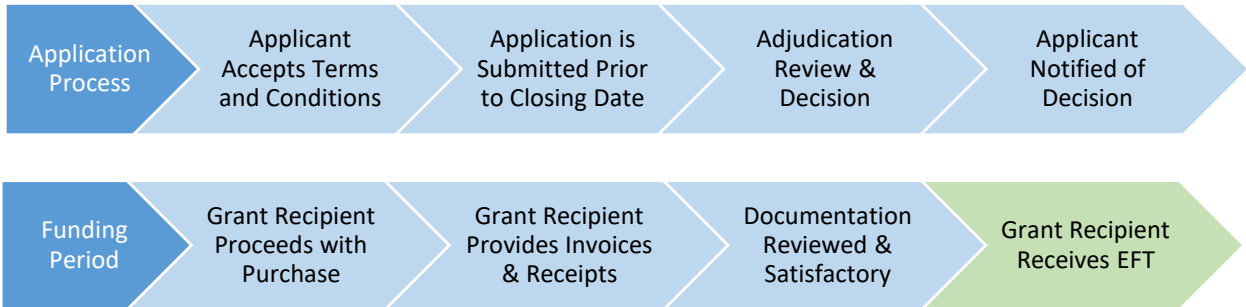 Application
Process
Applicant
Accepts Terms
and Conditions
Application is
Submitted Prior
to Closing Date
Adjudication
Review &
Decision
Applicant
Notified of
Decision
Funding
Period
Grant Recipient
Proceeds with
Purchase
Grant Recipient
Provides Invoices
& Receipts
Documentation
Reviewed &
Satisfactory
Grant Recipient
Receives EFT